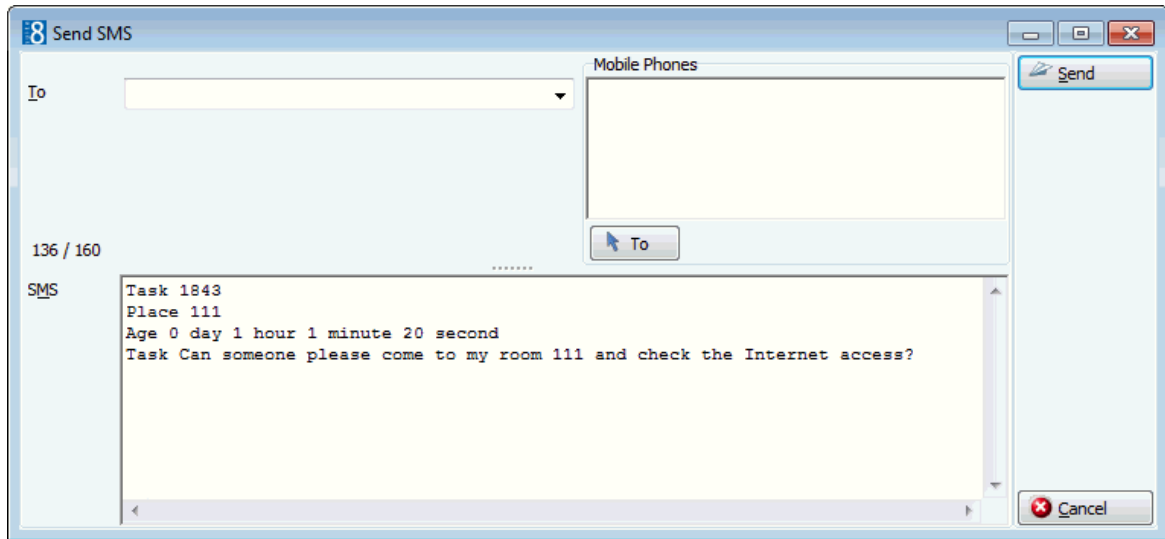 8 Send SMS
To
Mobile Phones
Send
To
136 / 160
SMS
Task 1843
Place 111
Age 0 day 1 hour 1 minute 20 second
Task Can someone please come to my room 111 and check the Internet access?
Cancel